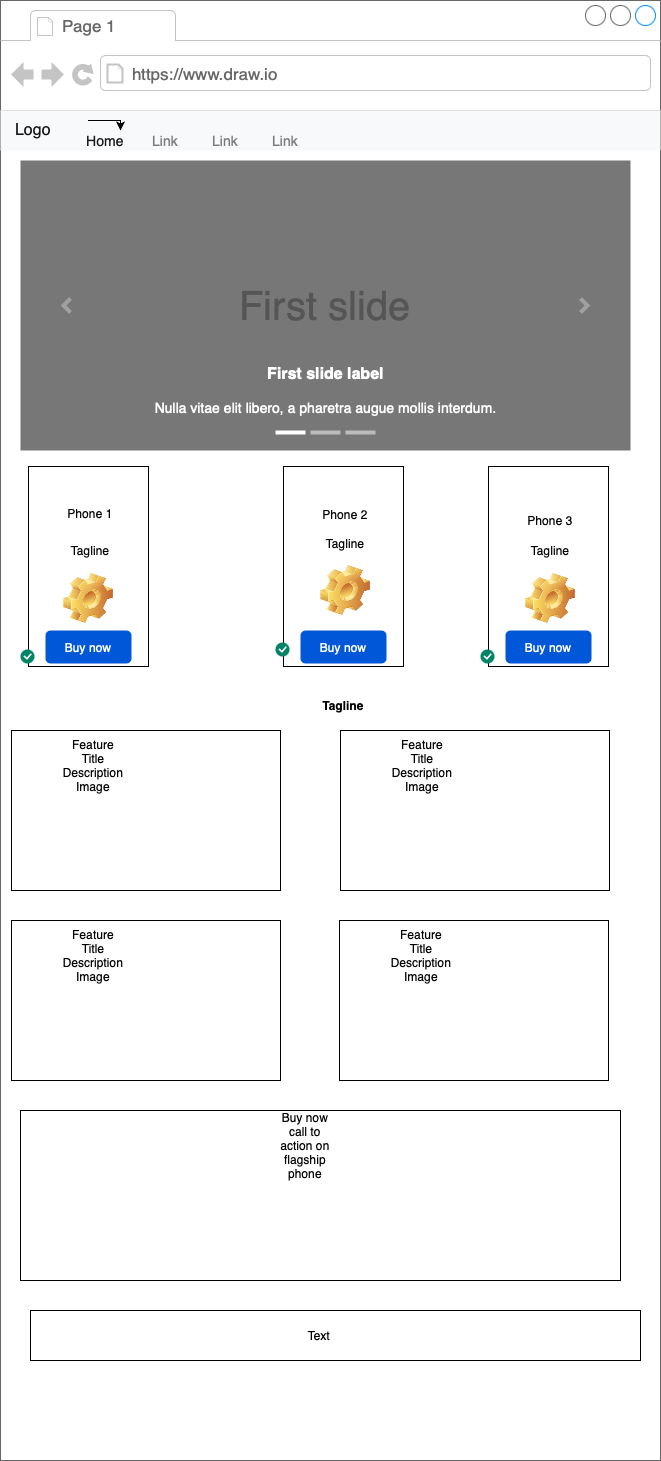 Page 1
https://www.draw.io
Logo
Home
Link
Link
Link
First slide
First slide label
Nulla vitae elit libero, a pharetra augue mollis interdum.
Phone 1
Tagline
Buy now
Phone 2
Tagline
Buy now
Phone 3
Tagline
Buy now
Tagline
Feature
Title
Description
Image
Feature
Title
Description
Image
Feature
Title
Description
Image
Feature
Title
Description
Image
Buy now
call to
action on
flagship
phone
Text